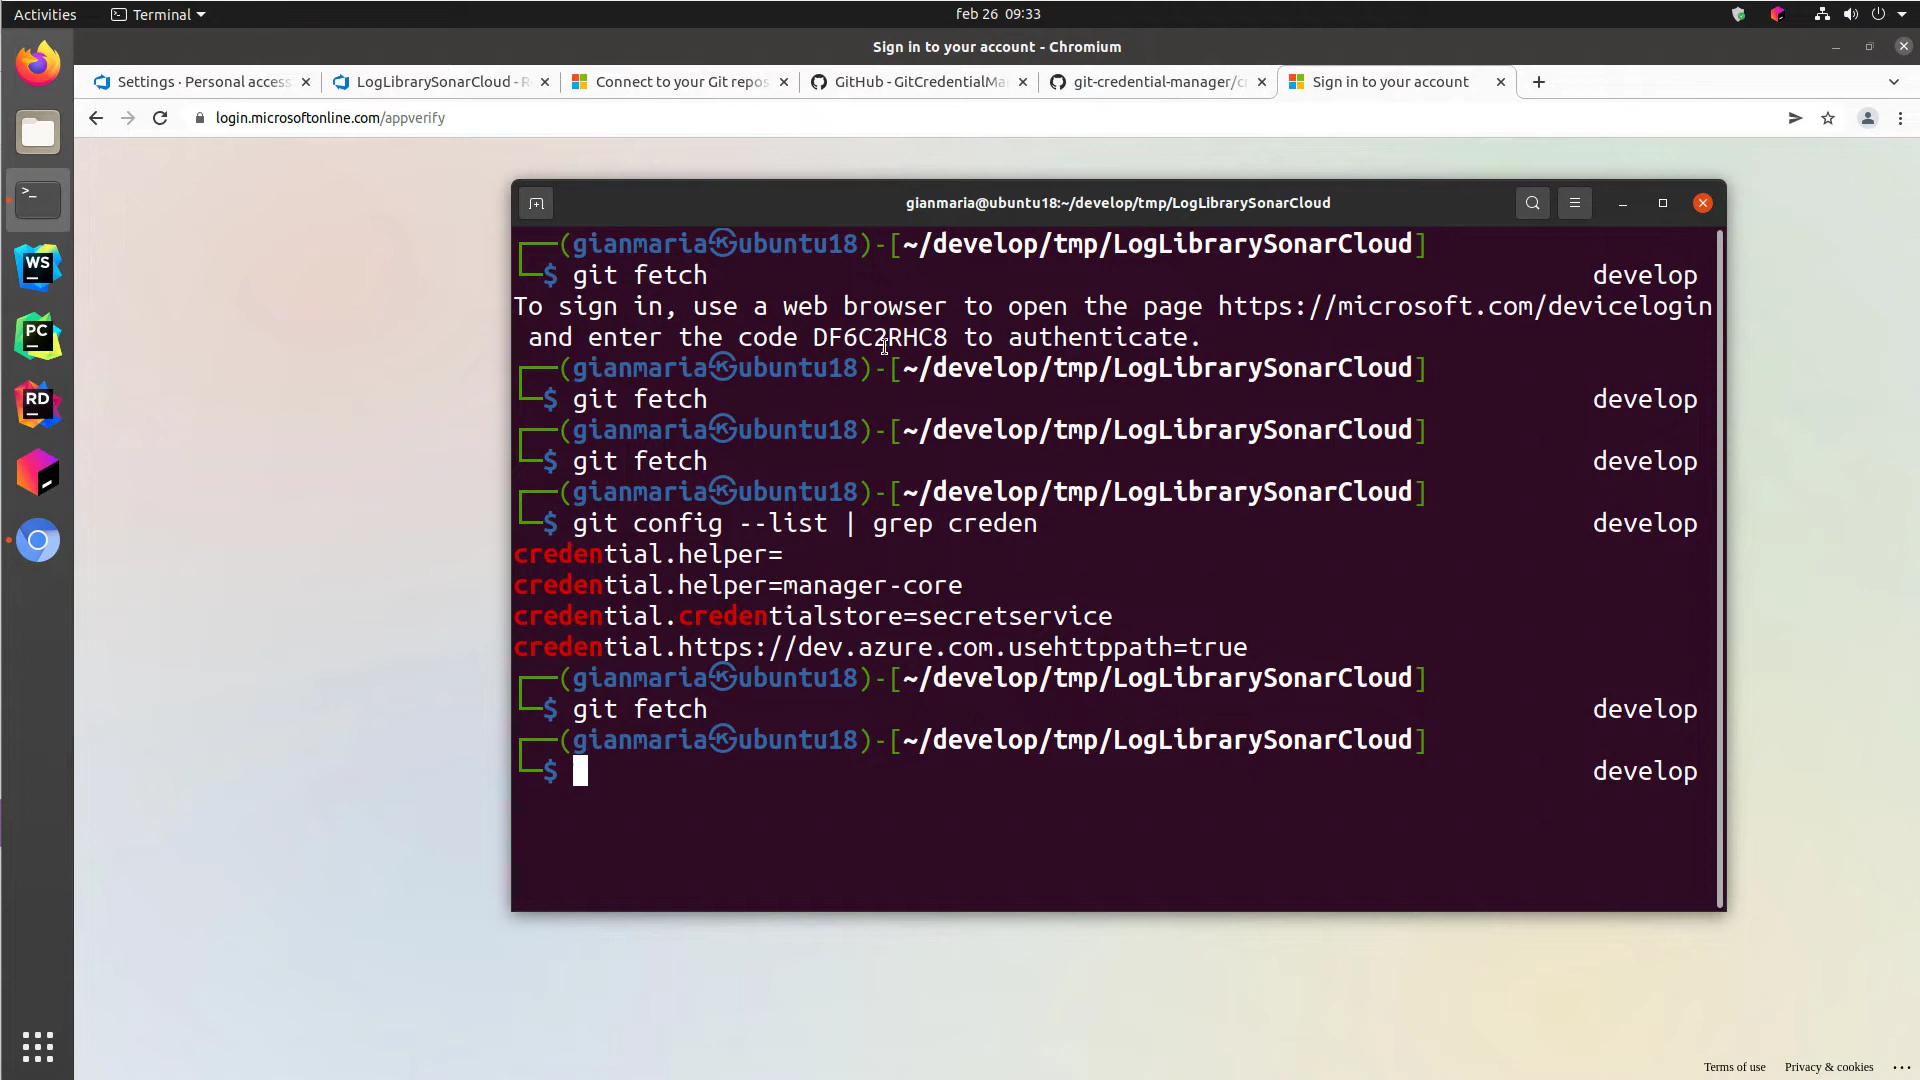 Activities
Terminal
feb 26 09:33
Sign in to your account - Chromium
Settings · Personal access
LogLibrarySonarCloud - R
Connect to your Git repos
GitHub - GitCredentialMa
git-credential-manager/c
Sign in to your account
login.microsoftonline.com/appverify
gianmaria@ubuntu18:~/develop/tmp/LogLibrarySonarCloud
(gianmaria㉿ubuntu18)-[~/develop/tmp/LogLibrarySonarCloud]
$ git fetch develop
To sign in, use a web browser to open the page https://microsoft.com/devicelogin
and enter the code DF6C2RHC8 to authenticate.
(gianmaria㉿ubuntu18)-[~/develop/tmp/LogLibrarySonarCloud]
$ git fetch develop
(gianmaria㉿ubuntu18)-[~/develop/tmp/LogLibrarySonarCloud]
$ git fetch develop
(gianmaria㉿ubuntu18)-[~/develop/tmp/LogLibrarySonarCloud]
$ git config --list | grep creden develop
credential.helper=
credential.helper=manager-core
credential.credentialstore=secretservice
credential.https://dev.azure.com.usehttppath=true
(gianmaria㉿ubuntu18)-[~/develop/tmp/LogLibrarySonarCloud]
$ git fetch develop
(gianmaria㉿ubuntu18)-[~/develop/tmp/LogLibrarySonarCloud]
$ develop
>_
WS
PC
RD
Terms of use Privacy & cookies ...